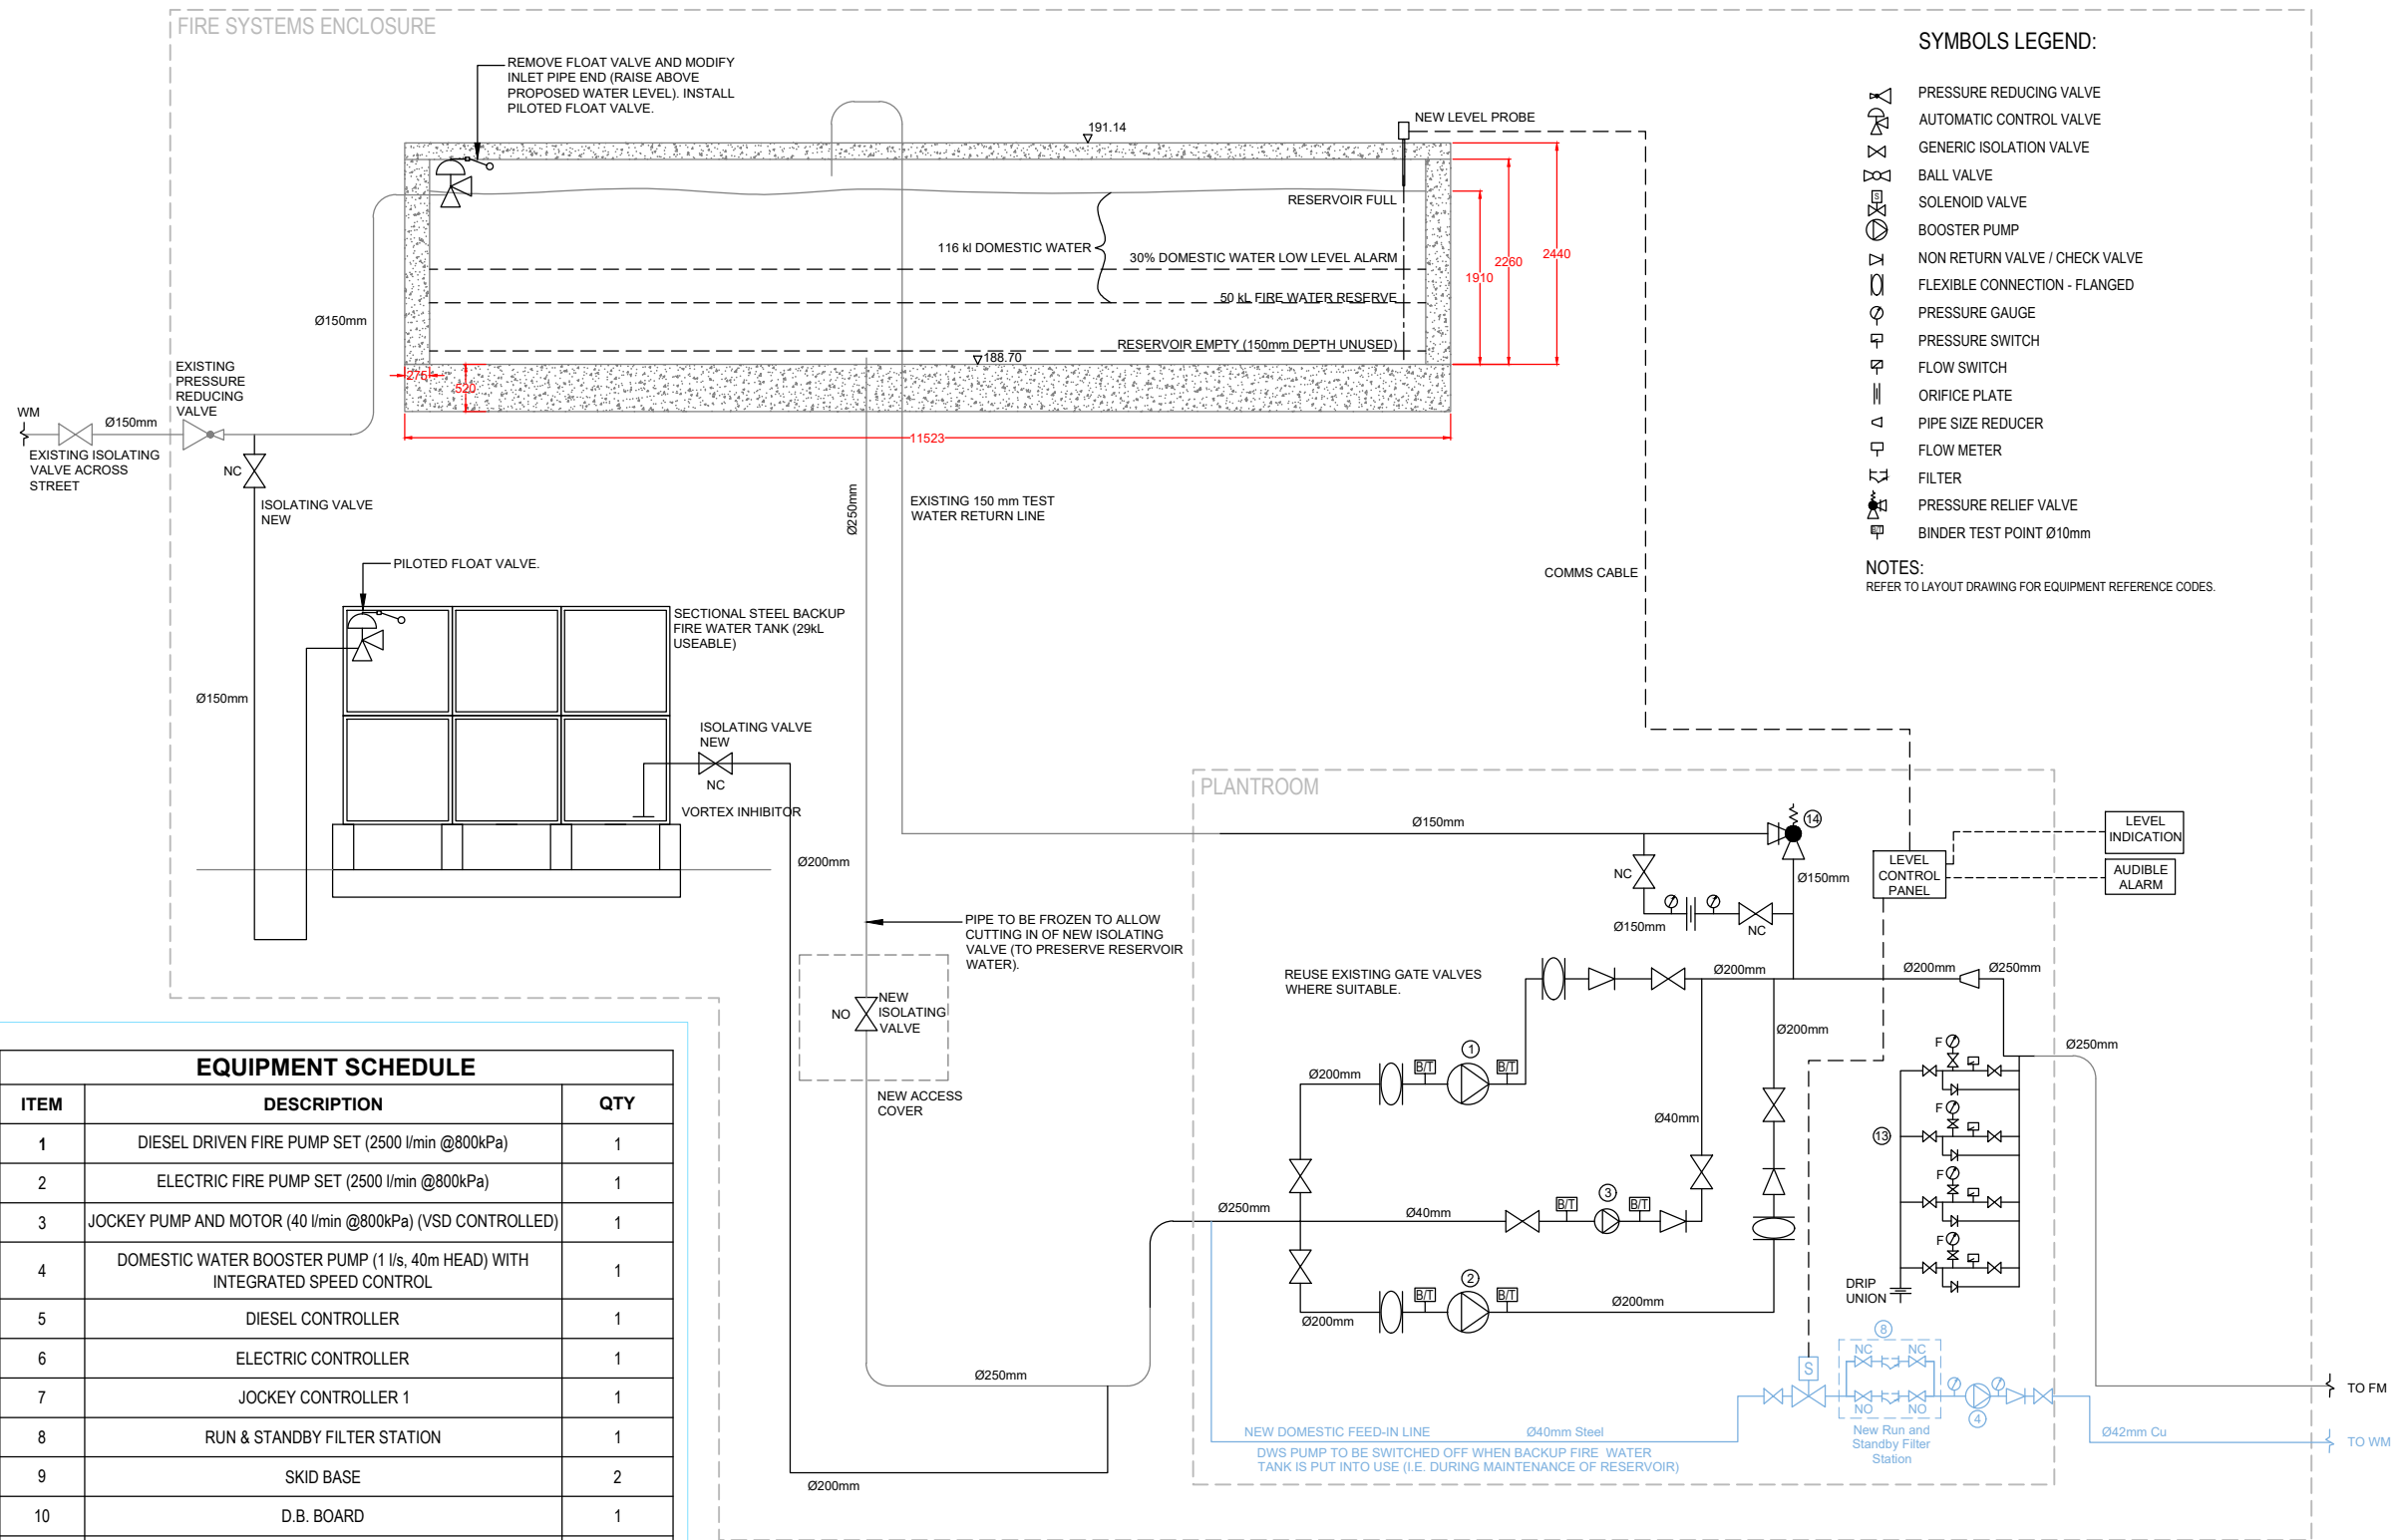 FIRE SYSTEMS ENCLOSURE
REMOVE FLOAT VALVE AND MODIFY
INLET PIPE END (RAISE ABOVE
PROPOSED WATER LEVEL). INSTALL
PILOTED FLOAT VALVE.
191.14
NEW LEVEL PROBE
RESERVOIR FULL
116 kl DOMESTIC WATER
30% DOMESTIC WATER LOW LEVEL ALARM
50 kL FIRE WATER RESERVE
RESERVOIR EMPTY (150mm DEPTH UNUSED)
188.70
1910
2260
2440
275
520
11523
Ø150mm
EXISTING
PRESSURE
REDUCING
VALVE
WM
Ø150mm
EXISTING ISOLATING
VALVE ACROSS
STREET
NC
ISOLATING VALVE
NEW
Ø250mm
EXISTING 150 mm TEST
WATER RETURN LINE
COMMS CABLE
SYMBOLS LEGEND:
PRESSURE REDUCING VALVE
AUTOMATIC CONTROL VALVE
GENERIC ISOLATION VALVE
BALL VALVE
S
SOLENOID VALVE
BOOSTER PUMP
NON RETURN VALVE / CHECK VALVE
FLEXIBLE CONNECTION - FLANGED
PRESSURE GAUGE
PRESSURE SWITCH
FLOW SWITCH
ORIFICE PLATE
PIPE SIZE REDUCER
FLOW METER
FILTER
PRESSURE RELIEF VALVE
B/T
BINDER TEST POINT Ø10mm
NOTES:
REFER TO LAYOUT DRAWING FOR EQUIPMENT REFERENCE CODES.
PILOTED FLOAT VALVE.
SECTIONAL STEEL BACKUP
FIRE WATER TANK (29kL
USEABLE)
Ø150mm
ISOLATING VALVE
NEW
NC
VORTEX INHIBITOR
Ø200mm
PIPE TO BE FROZEN TO ALLOW
CUTTING IN OF NEW ISOLATING
VALVE (TO PRESERVE RESERVOIR
WATER).
NO
NEW
ISOLATING
VALVE
NEW ACCESS
COVER
Ø250mm
Ø200mm
PLANTROOM
Ø150mm
14
NC
Ø150mm
Ø150mm
NC
LEVEL
CONTROL
PANEL
LEVEL
INDICATION
AUDIBLE
ALARM
REUSE EXISTING GATE VALVES
WHERE SUITABLE.
Ø200mm
Ø200mm
Ø250mm
Ø200mm
Ø200mm
B/T
1
B/T
Ø40mm
Ø250mm
Ø40mm
B/T
3
B/T
Ø200mm
B/T
2
B/T
Ø200mm
13
F
F
F
F
DRIP
UNION
Ø250mm
TO FM
8
S
NC
NC
NO
NO
4
New Run and
Standby Filter
Station
NEW DOMESTIC FEED-IN LINE
Ø40mm Steel
DWS PUMP TO BE SWITCHED OFF WHEN BACKUP FIRE WATER
TANK IS PUT INTO USE (I.E. DURING MAINTENANCE OF RESERVOIR)
Ø42mm Cu
TO WM
EQUIPMENT SCHEDULE
ITEM DESCRIPTION QTY
1 DIESEL DRIVEN FIRE PUMP SET (2500 l/min @800kPa) 1
2 ELECTRIC FIRE PUMP SET (2500 l/min @800kPa) 1
3 JOCKEY PUMP AND MOTOR (40 l/min @800kPa) (VSD CONTROLLED) 1
4 DOMESTIC WATER BOOSTER PUMP (1 l/s, 40m HEAD) WITH
INTEGRATED SPEED CONTROL 1
5 DIESEL CONTROLLER 1
6 ELECTRIC CONTROLLER 1
7 JOCKEY CONTROLLER 1 1
8 RUN & STANDBY FILTER STATION 1
9 SKID BASE 2
10 D.B. BOARD 1